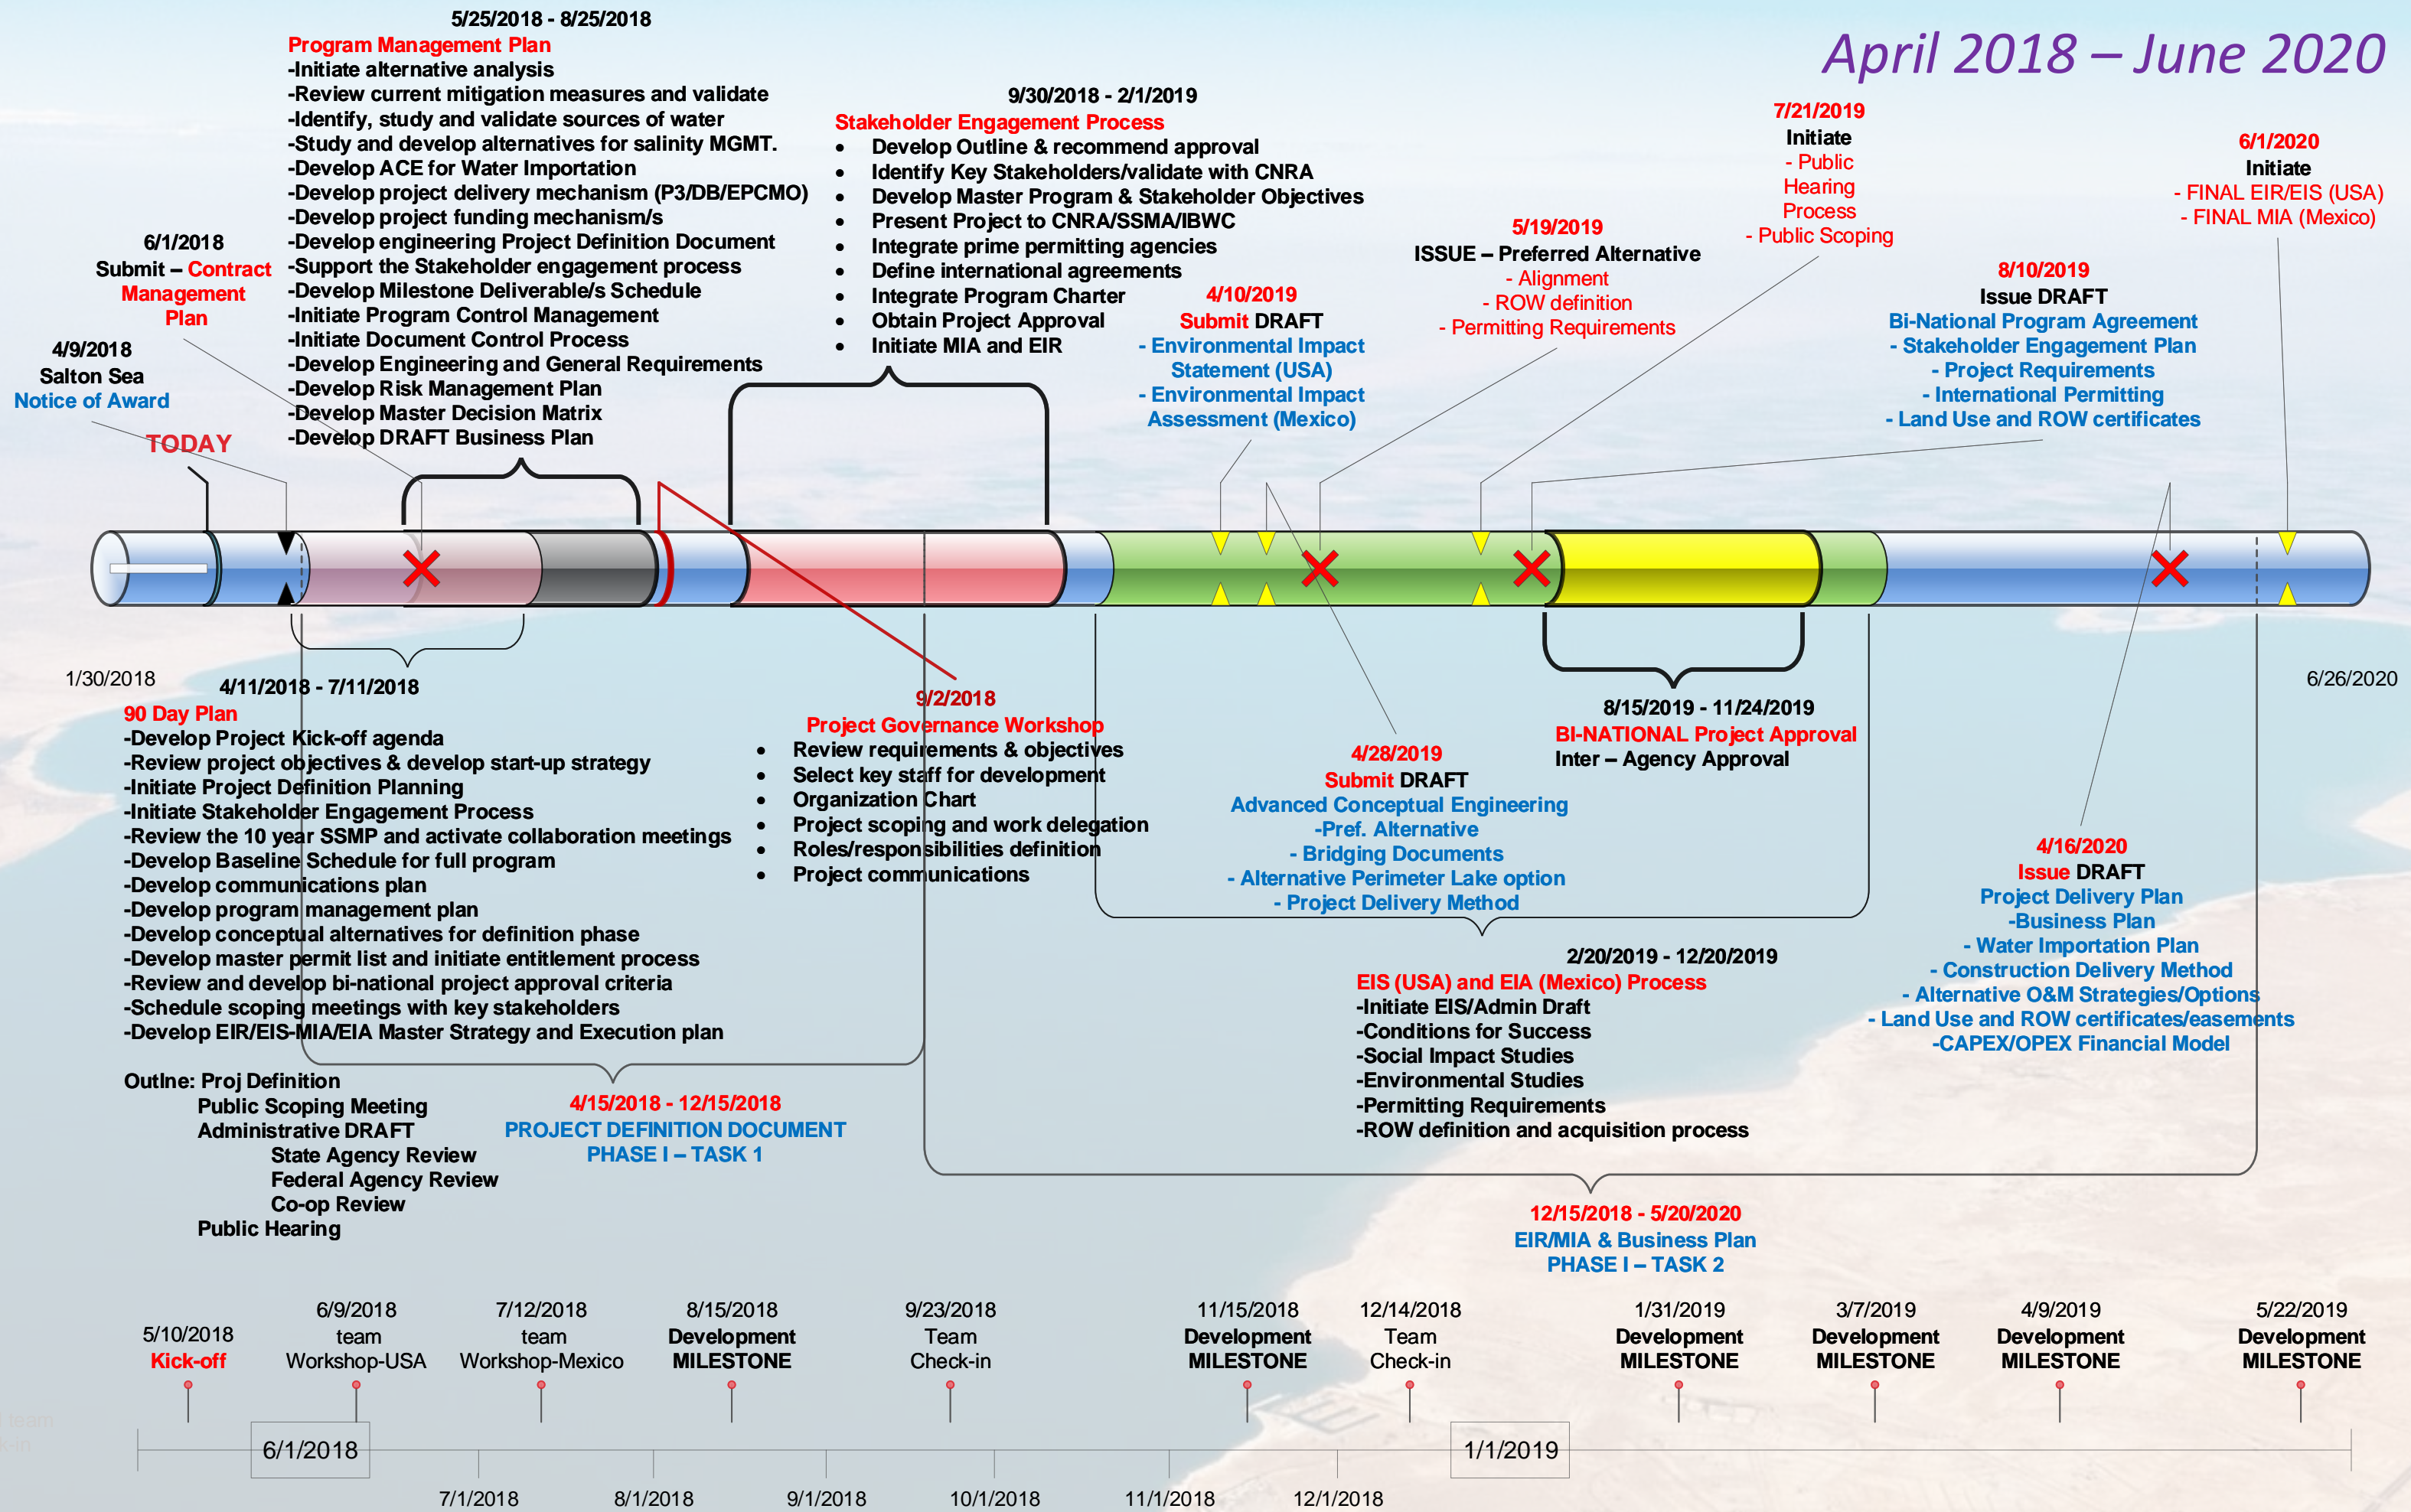 April 2018 – June 2020
5/25/2018 - 8/25/2018
Program Management Plan
-Initiate alternative analysis
-Review current mitigation measures and validate
-Identify, study and validate sources of water
-Study and develop alternatives for salinity MGMT.
-Develop ACE for Water Importation
-Develop project delivery mechanism (P3/DB/EPCMO)
-Develop project funding mechanism/s
-Develop engineering Project Definition Document
-Support the Stakeholder engagement process
-Develop Milestone Deliverable/s Schedule
-Initiate Program Control Management
-Initiate Document Control Process
-Develop Engineering and General Requirements
-Develop Risk Management Plan
-Develop Master Decision Matrix
-Develop DRAFT Business Plan
6/1/2018
Submit – Contract
Management
Plan
4/9/2018
Salton Sea
Notice of Award
TODAY
9/30/2018 - 2/1/2019
Stakeholder Engagement Process
• Develop Outline & recommend approval
• Identify Key Stakeholders/validate with CNRA
• Develop Master Program & Stakeholder Objectives
• Present Project to CNRA/SSMA/IBWC
• Integrate prime permitting agencies
• Define international agreements
• Integrate Program Charter
• Obtain Project Approval
• Initiate MIA and EIR
4/10/2019
Submit DRAFT
- Environmental Impact
Statement (USA)
- Environmental Impact
Assessment (Mexico)
5/19/2019
ISSUE – Preferred Alternative
- Alignment
- ROW definition
- Permitting Requirements
7/21/2019
Initiate
- Public
Hearing
Process
- Public Scoping
8/10/2019
Issue DRAFT
Bi-National Program Agreement
- Stakeholder Engagement Plan
- Project Requirements
- International Permitting
- Land Use and ROW certificates
6/1/2020
Initiate
- FINAL EIR/EIS (USA)
- FINAL MIA (Mexico)
1/30/2018
6/26/2020
4/11/2018 - 7/11/2018
90 Day Plan
-Develop Project Kick-off agenda
-Review project objectives & develop start-up strategy
-Initiate Project Definition Planning
-Initiate Stakeholder Engagement Process
-Review the 10 year SSMP and activate collaboration meetings
-Develop Baseline Schedule for full program
-Develop communications plan
-Develop program management plan
-Develop conceptual alternatives for definition phase
-Develop master permit list and initiate entitlement process
-Review and develop bi-national project approval criteria
-Schedule scoping meetings with key stakeholders
-Develop EIR/EIS-MIA/EIA Master Strategy and Execution plan
Outlne: Proj Definition
Public Scoping Meeting
Administrative DRAFT
State Agency Review
Federal Agency Review
Co-op Review
Public Hearing
9/2/2018
Project Governance Workshop
• Review requirements & objectives
• Select key staff for development
• Organization Chart
• Project scoping and work delegation
• Roles/responsibilities definition
• Project communications
4/15/2018 - 12/15/2018
PROJECT DEFINITION DOCUMENT
PHASE I – TASK 1
4/28/2019
Submit DRAFT
Advanced Conceptual Engineering
-Pref. Alternative
- Bridging Documents
- Alternative Perimeter Lake option
- Project Delivery Method
8/15/2019 - 11/24/2019
BI-NATIONAL Project Approval
Inter – Agency Approval
2/20/2019 - 12/20/2019
EIS (USA) and EIA (Mexico) Process
-Initiate EIS/Admin Draft
-Conditions for Success
-Social Impact Studies
-Environmental Studies
-Permitting Requirements
-ROW definition and acquisition process
4/16/2020
Issue DRAFT
Project Delivery Plan
-Business Plan
- Water Importation Plan
- Construction Delivery Method
- Alternative O&M Strategies/Options
- Land Use and ROW certificates/easements
-CAPEX/OPEX Financial Model
12/15/2018 - 5/20/2020
EIR/MIA & Business Plan
PHASE I – TASK 2
5/10/2018
Kick-off
6/9/2018
team
Workshop-USA
7/12/2018
team
Workshop-Mexico
8/15/2018
Development
MILESTONE
9/23/2018
Team
Check-in
11/15/2018
Development
MILESTONE
12/14/2018
Team
Check-in
1/31/2019
Development
MILESTONE
3/7/2019
Development
MILESTONE
4/9/2019
Development
MILESTONE
5/22/2019
Development
MILESTONE
6/1/2018
1/1/2019
7/1/2018
8/1/2018
9/1/2018
10/1/2018
11/1/2018
12/1/2018